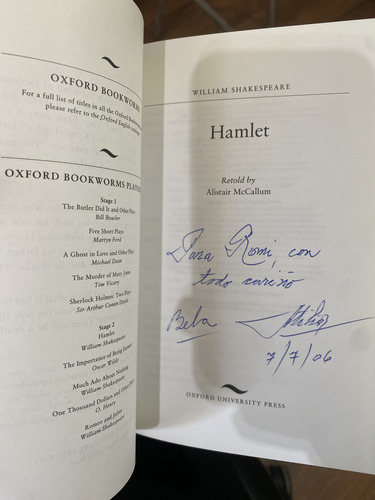 OXFORD BOOKWORMS
For a full list of titles in all the Oxford Bookworms
please refer to the Oxford English
OXFORD BOOKWORMS PLAYS
Stage 1
The Butler Did It and Other Plays
Bill Bowler
Five Short Plays
Martyn Ford
A Ghost in Love and Other Plays
Michael Dean
The Murder of Mary Jones
Tim Vicary
Sherlock Holmes: Two Plays
Sir Arthur Conan Doyle
Stage 2
Hamlet
William Shakespeare
The Importance of Being Earnest
Oscar Wilde
Much Ado About Nothing
William Shakespeare
One Thousand Dollars and Other Plays
O. Henry
Romeo and Juliet
William Shakespeare
WILLIAM SHAKESPEARE
Hamlet
Retold by
Alistair McCallum
Para Romi, con
todo cariño
Beba
7/7/06
OXFORD UNIVERSITY PRESS